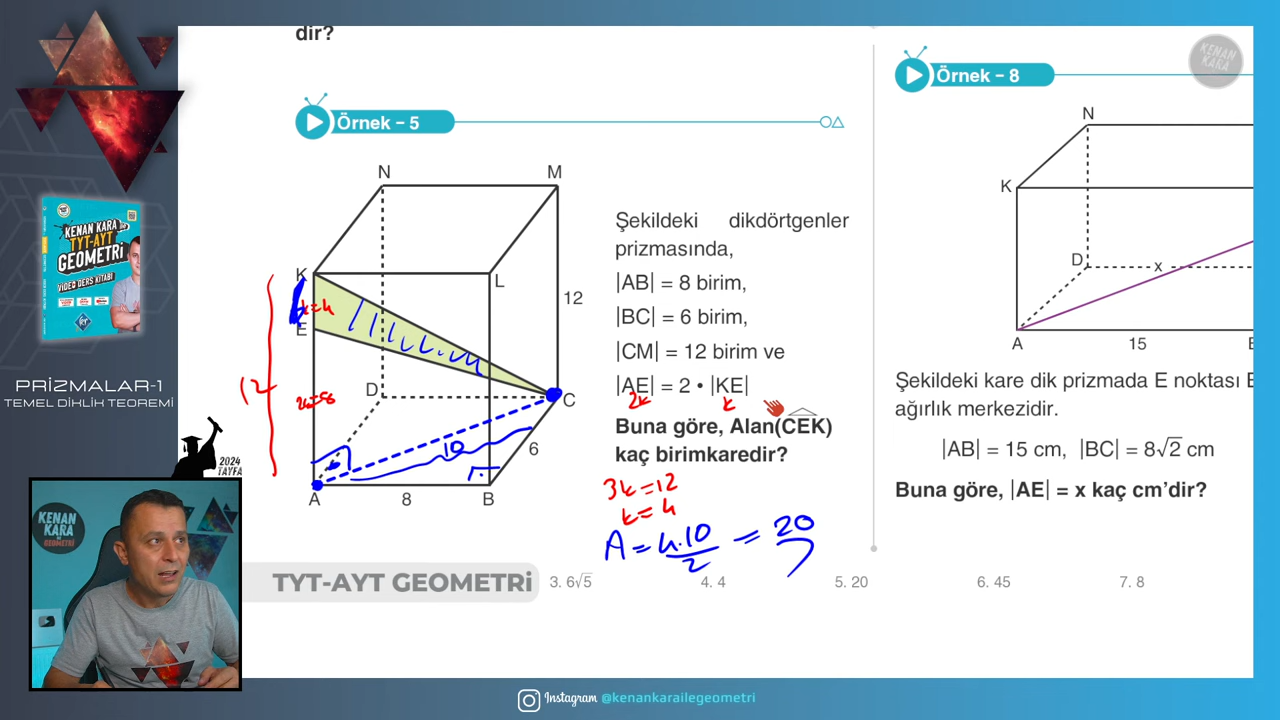 dir?
Örnek – 5
N
M
K
L
E
D
C
A
B
12
6
8
12
k=4
2k=8
10
Şekildeki dikdörtgenler
prizmasında,
|AB| = 8 birim,
|BC| = 6 birim,
|CM| = 12 birim ve
|AE| = 2 • |KE|
2k k
Buna göre, Alan(CEK)
kaç birimkaredir?
3k=12
k=4
A=4.10/2=20
Örnek – 8
N
K
D
x
A
15
E
Şekildeki kare dik prizmada E noktası
ağırlık merkezidir.
|AB| = 15 cm, |BC| = 8√2 cm
Buna göre, |AE| = x kaç cm'dir?
TYT-AYT GEOMETRİ
3. 6√5
4. 4
5. 20
6. 45
7. 8
KENAN
KARA
KENAN KARA
TYT-AYT
GEOMETRİ
VİDEO DERS KİTABI
PRİZMALAR-1
TEMEL DİKLİK TEOREMİ
2024
TAYFA
KENAN
KARA
GEOMETRİ
Instagram @kenankarailegeometri